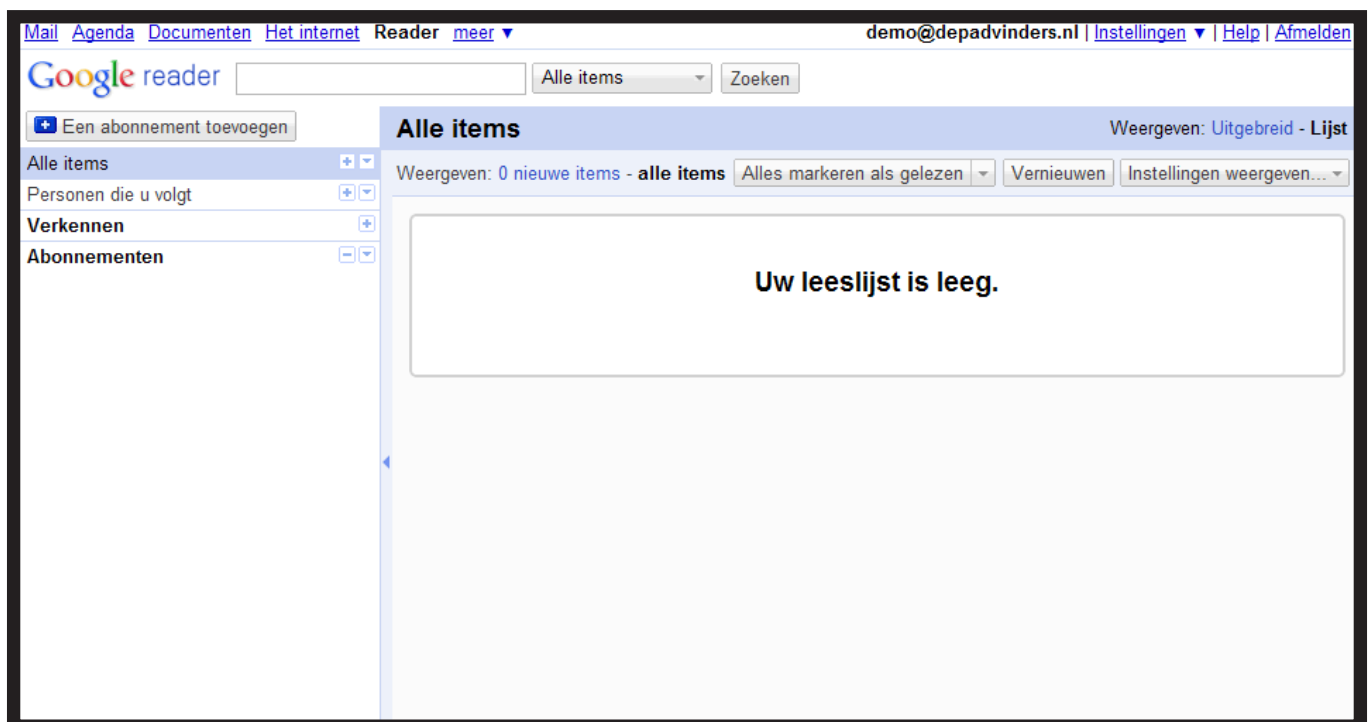 Mail Agenda Documenten Het internet Reader meer ▼ demo@depadvinders.nl | Instellingen ▼ | Help | Afmelden
Google reader Alle items Zoeken
Een abonnement toevoegen Alle items Weergeven: Uitgebreid - Lijst
Alle items
Weergeven: 0 nieuwe items - alle items Alles markeren als gelezen Vernieuwen Instellingen weergeven...
Personen die u volgt
Verkennen
Abonnementen
Uw leeslijst is leeg.